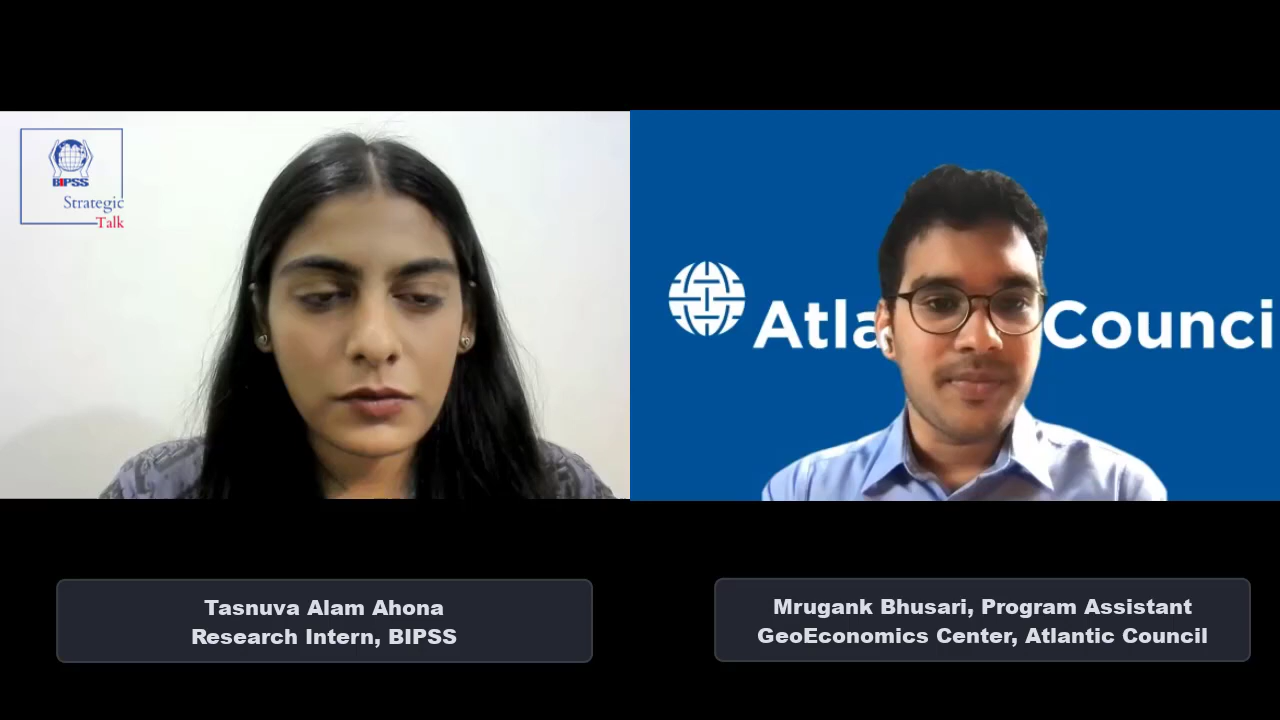 BIPSS
Strategic
Talk
Atla Counci
Tasnuva Alam Ahona
Research Intern, BIPSS
Mrugank Bhusari, Program Assistant
GeoEconomics Center, Atlantic Council